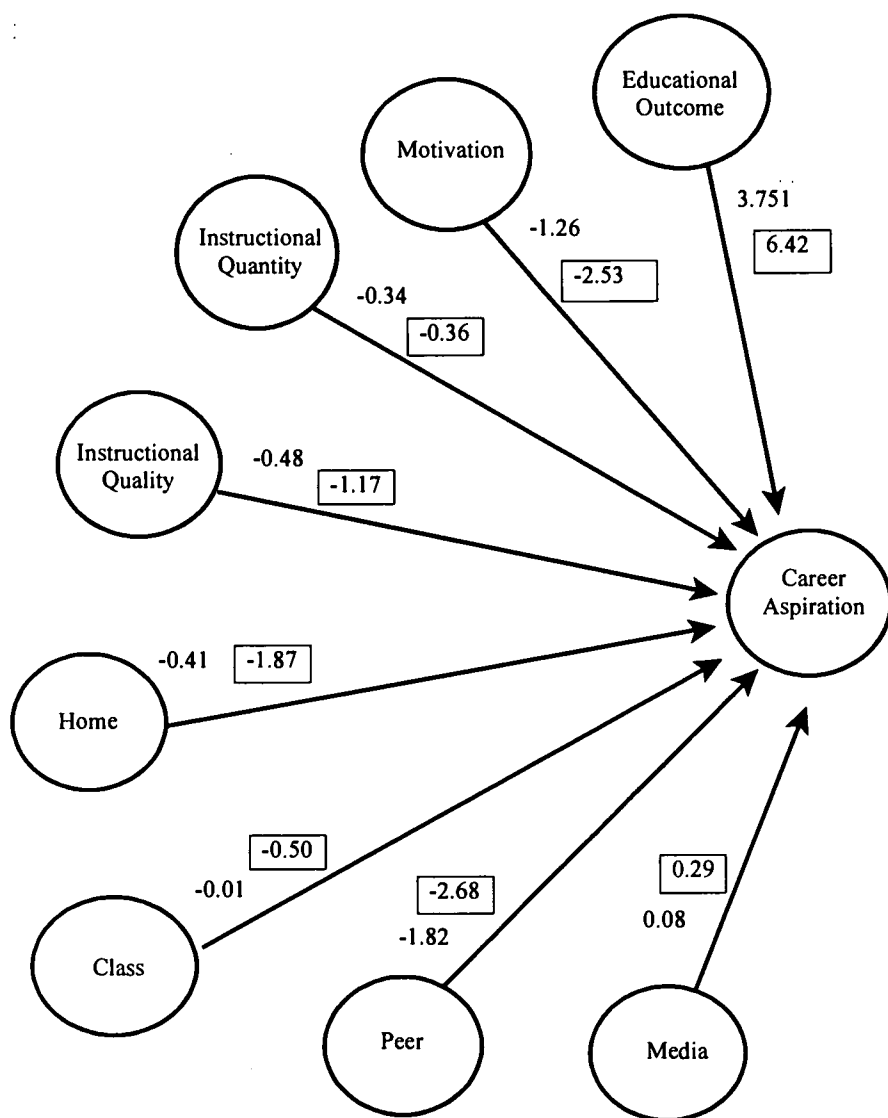 Educational
Outcome
Motivation
3.751
-1.26
6.42
Instructional
Quantity
-2.53
-0.34
-0.36
Instructional
Quality
-0.48
-1.17
Career
Aspiration
-0.41
-1.87
Home
-0.50
-0.01
0.29
-2.68
0.08
-1.82
Class
Peer
Media